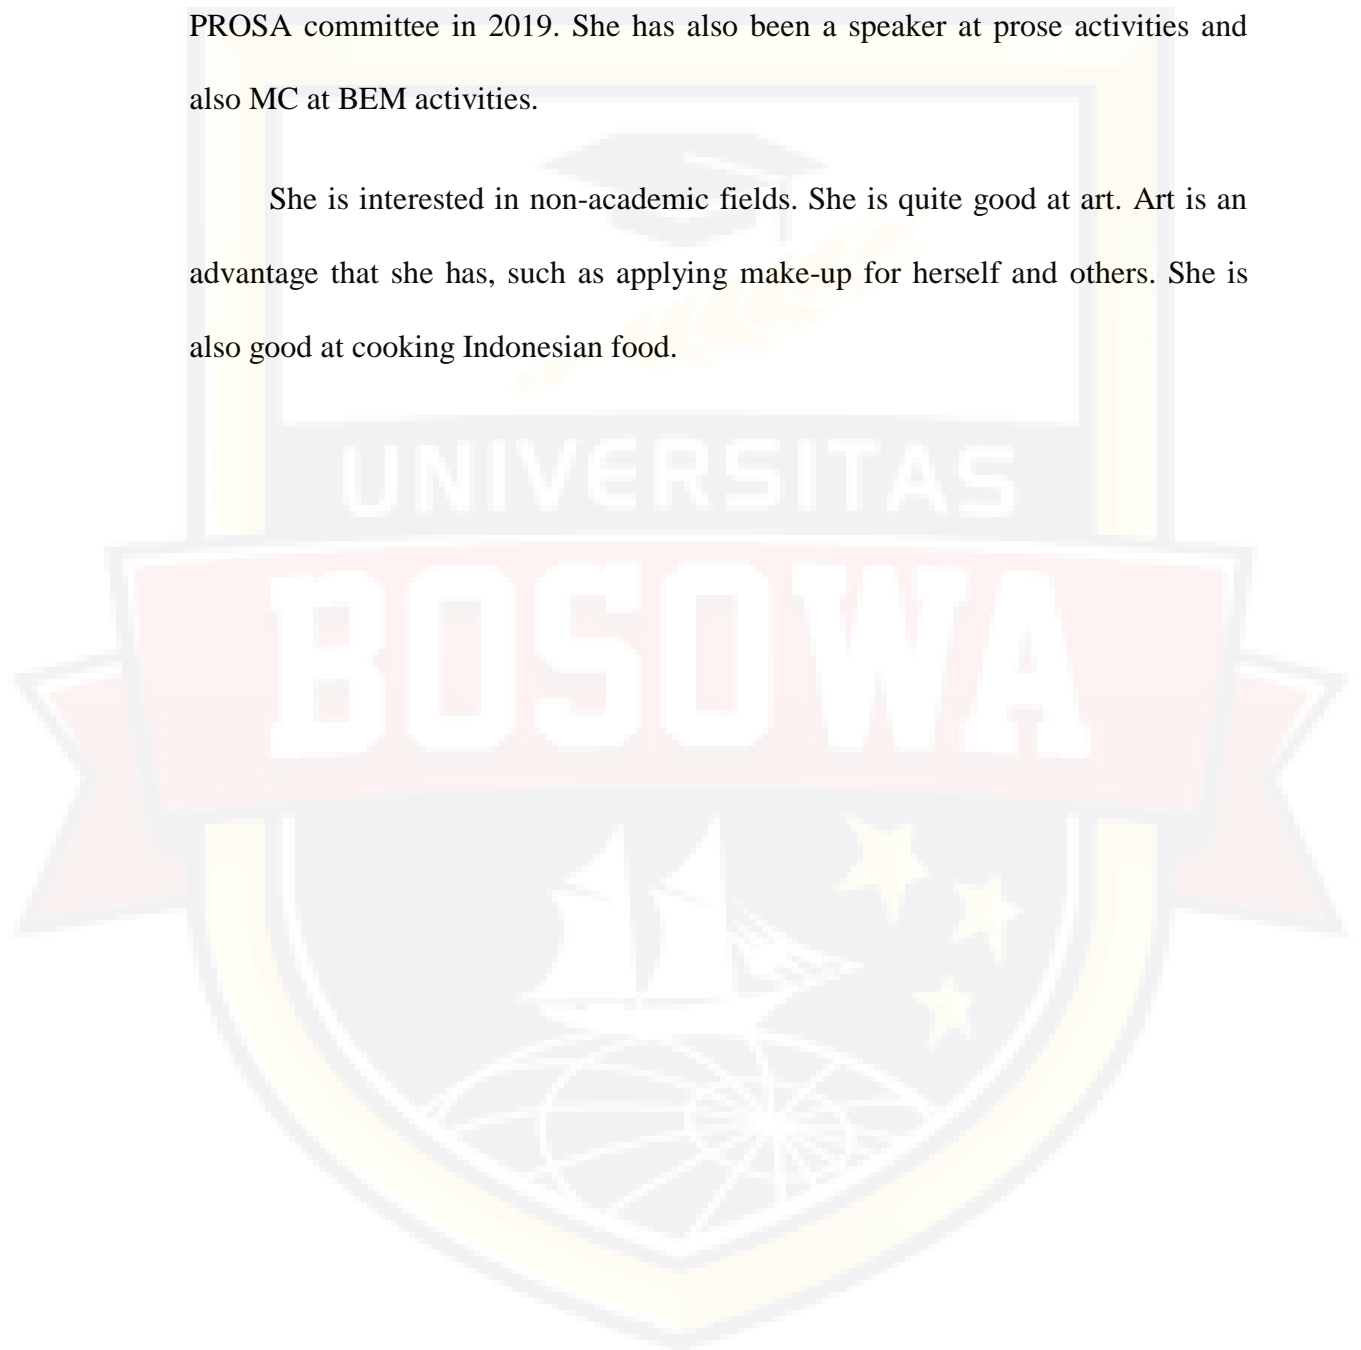 PROSA committee in 2019. She has also been a speaker at prose activities and
also MC at BEM activities.
She is interested in non-academic fields. She is quite good at art. Art is an
advantage that she has, such as applying make-up for herself and others. She is
also good at cooking Indonesian food.
UNIVERSITAS
BOSOWA